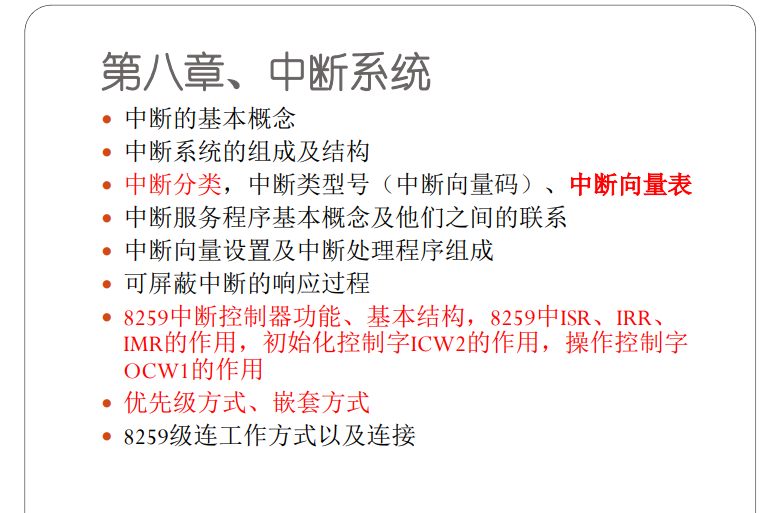 第八章、中断系统
• 中断的基本概念
• 中断系统的组成及结构
• 中断分类，中断类型号（中断向量码）、中断向量表
• 中断服务程序基本概念及他们之间的联系
• 中断向量设置及中断处理程序组成
• 可屏蔽中断的响应过程
• 8259中断控制器功能、基本结构，8259中ISR、IRR、
IMR的作用，初始化控制字ICW2的作用，操作控制字
OCW1的作用
• 优先级方式、嵌套方式
• 8259级连工作方式以及连接